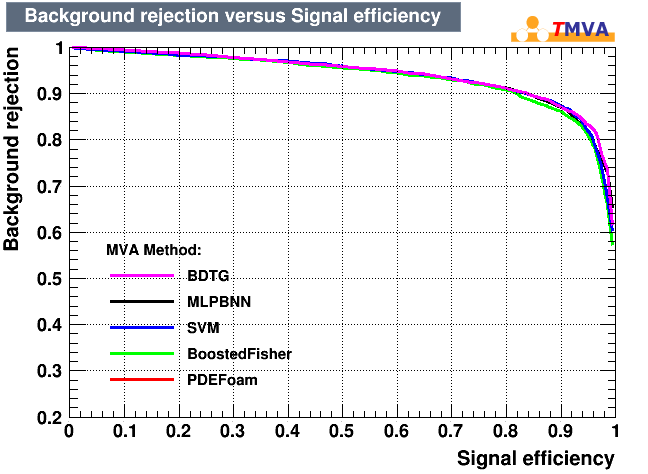 Background rejection versus Signal efficiency
TMVA
Background rejection
1
0.9
0.8
0.7
0.6
0.5
0.4
0.3
0.2
MVA Method:
BDTG
MLPBNN
SVM
BoostedFisher
PDEFoam
0 0.1 0.2 0.3 0.4 0.5 0.6 0.7 0.8 0.9 1
Signal efficiency